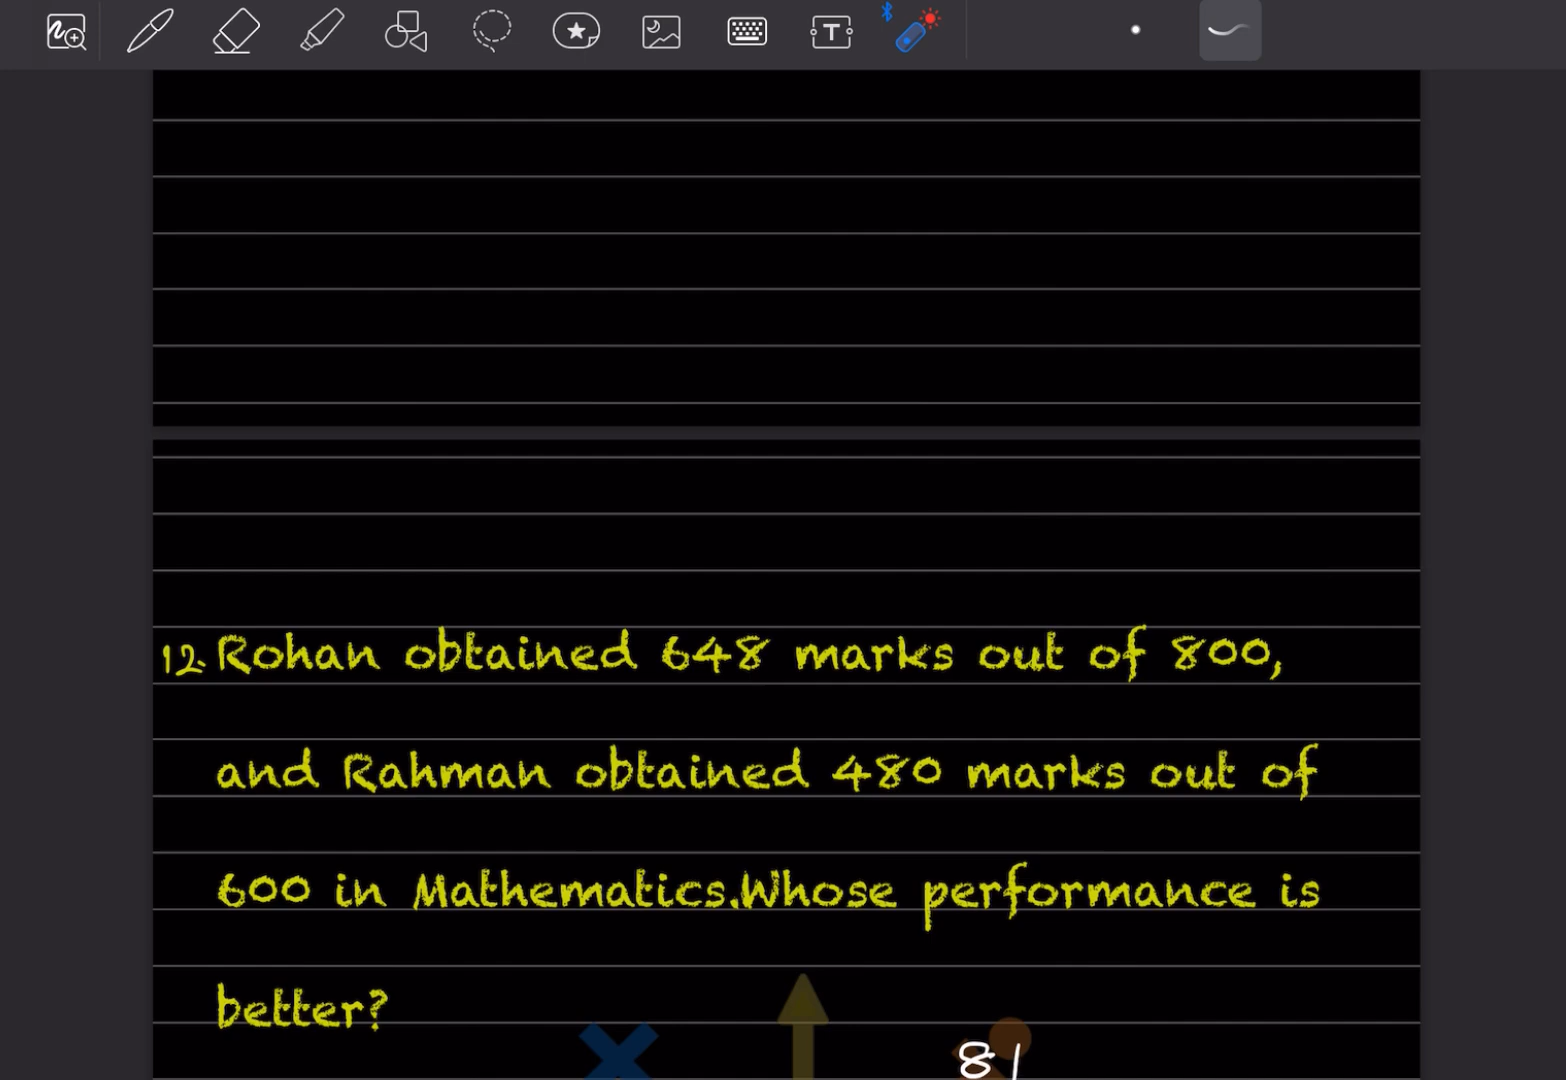 12. Rohan obtained 648 marks out of 800,
and Rahman obtained 480 marks out of
600 in Mathematics.Whose performance is
better?
81